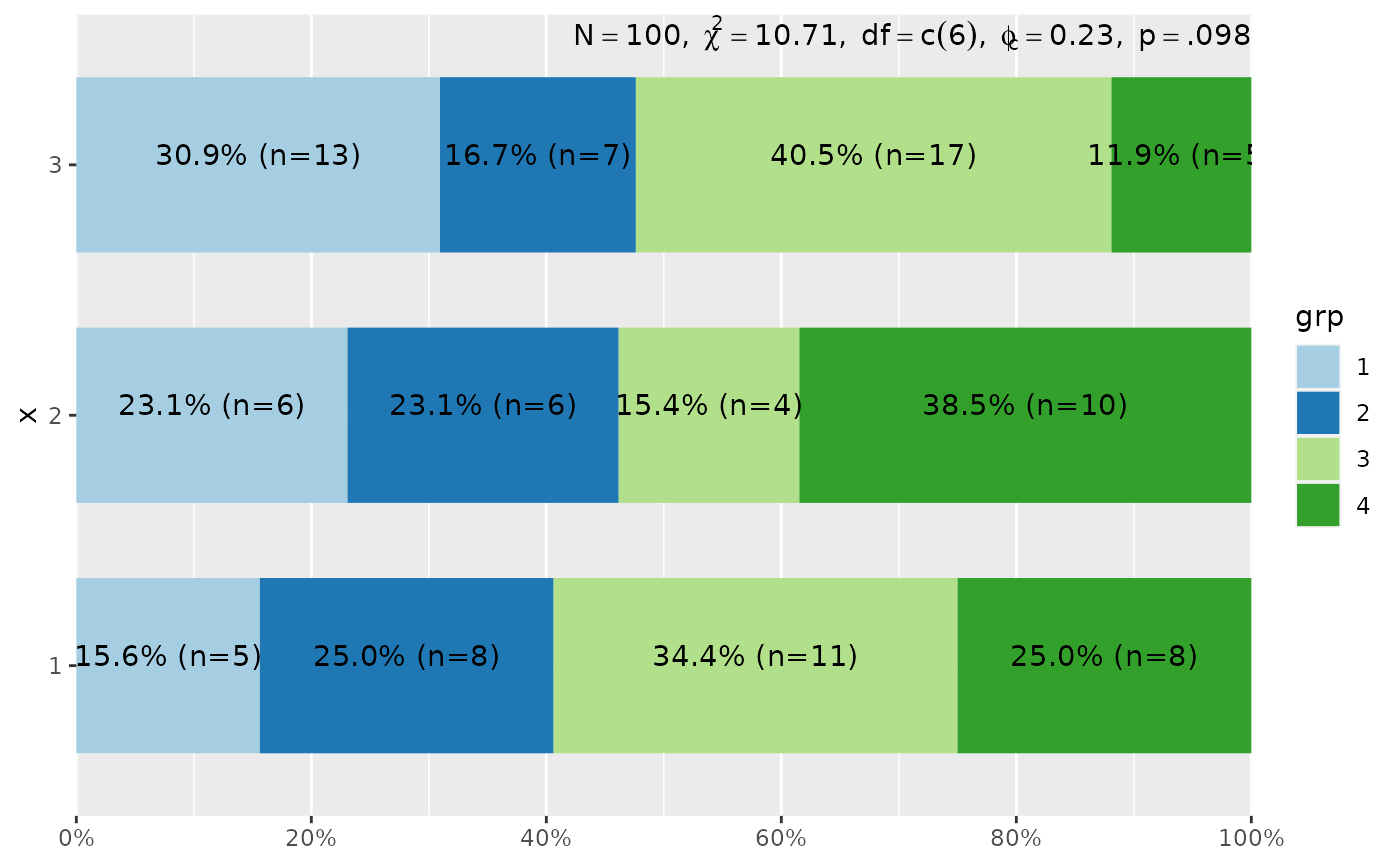 N = 100, χ² = 10.71, df = c(6), ϕc = 0.23, p = .098
3
30.9% (n=13) 16.7% (n=7) 40.5% (n=17) 11.9% (n=5
grp
1
2
3
4
x
2
23.1% (n=6) 23.1% (n=6) 15.4% (n=4) 38.5% (n=10)
1
15.6% (n=5) 25.0% (n=8) 34.4% (n=11) 25.0% (n=8)
0% 20% 40% 60% 80% 100%